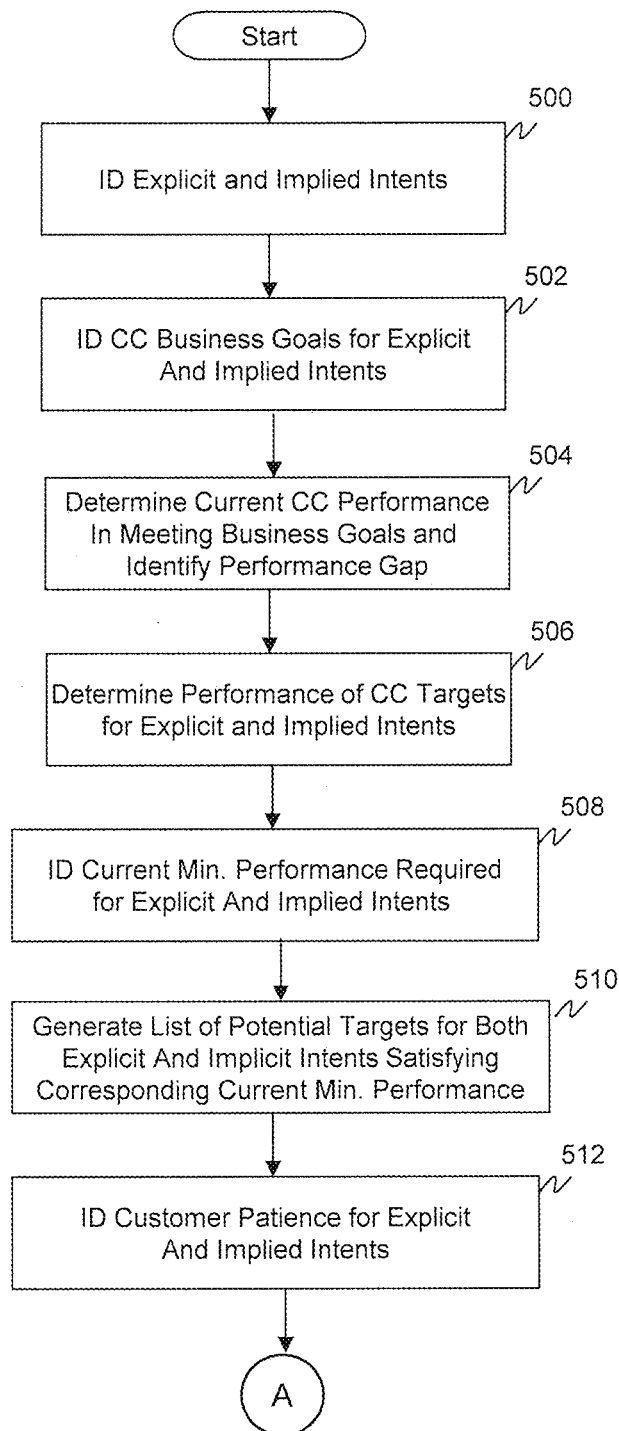 Start
500
ID Explicit and Implied Intents
502
ID CC Business Goals for Explicit
And Implied Intents
504
Determine Current CC Performance
In Meeting Business Goals and
Identify Performance Gap
506
Determine Performance of CC Targets
for Explicit and Implied Intents
508
ID Current Min. Performance Required
for Explicit And Implied Intents
510
Generate List of Potential Targets for Both
Explicit And Implicit Intents Satisfying
Corresponding Current Min. Performance
512
ID Customer Patience for Explicit
And Implied Intents
A